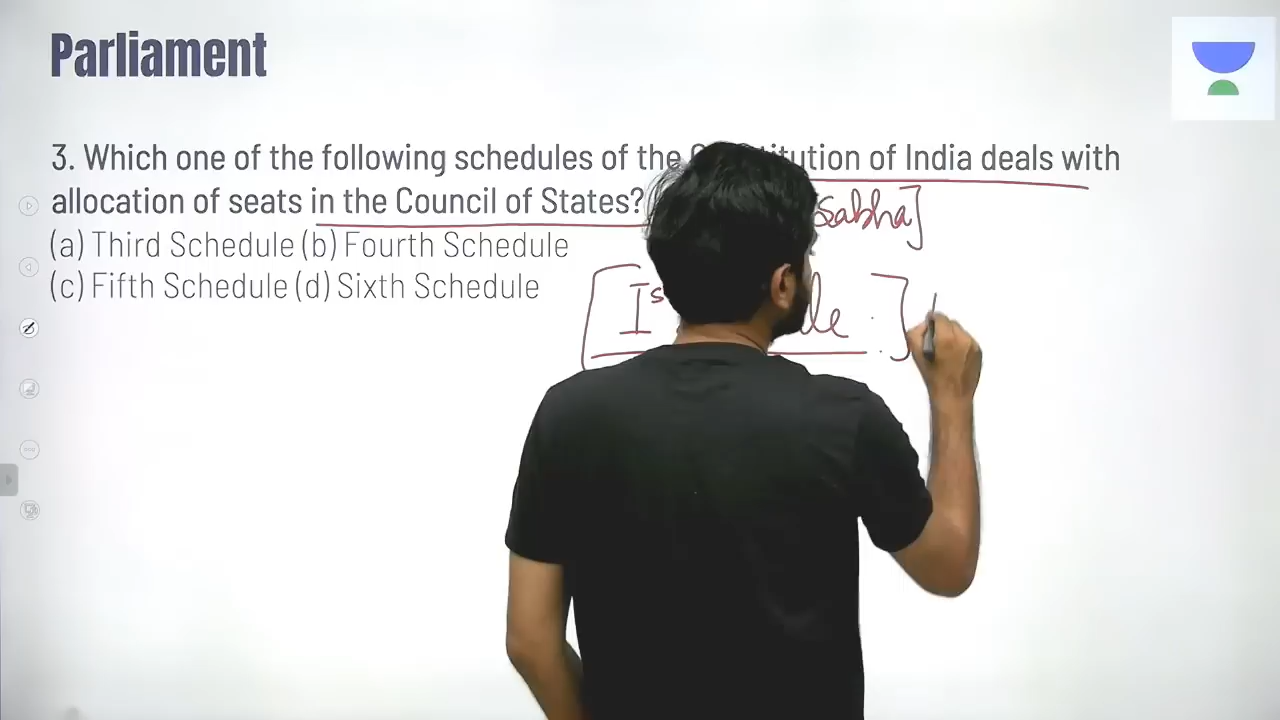 Parliament
3. Which one of the following schedules of the of India deals with
allocation of seats in the Council of States? sabha]
(a) Third Schedule (b) Fourth Schedule
(c) Fifth Schedule (d) Sixth Schedule
[Is ]